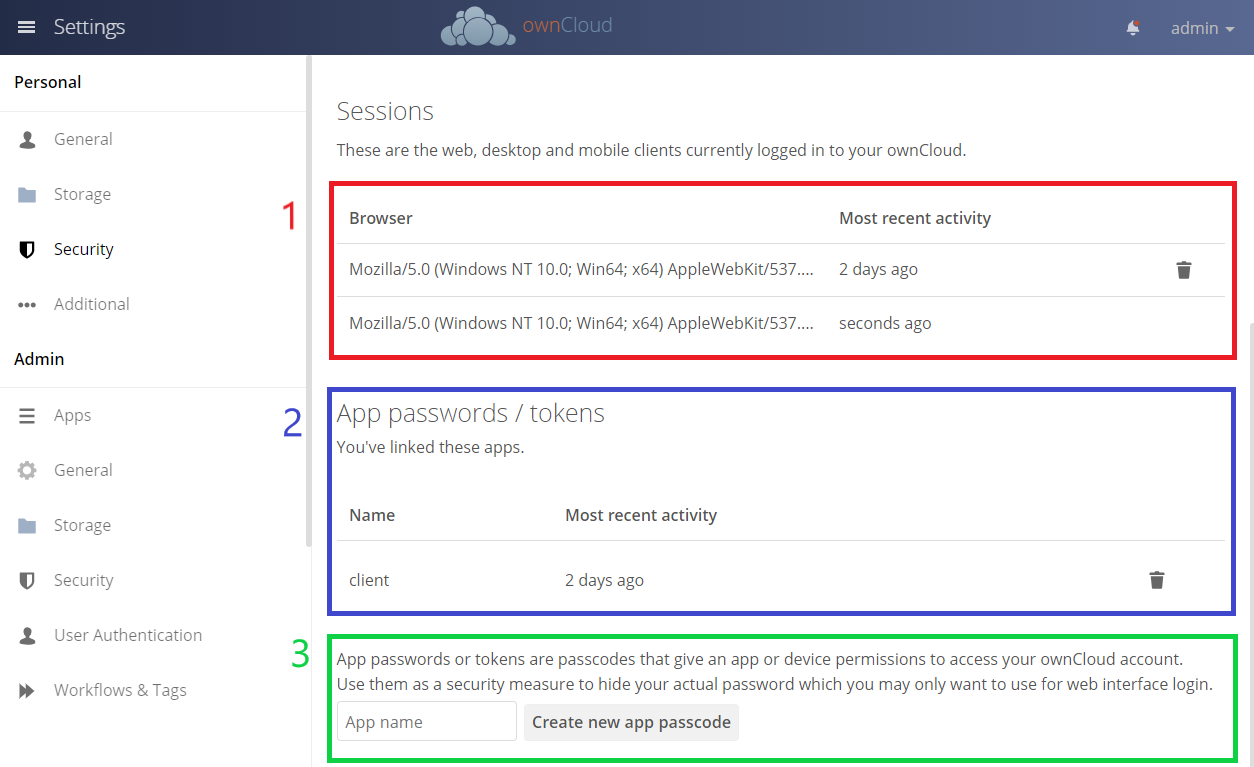 Settings
ownCloud
admin
Personal
General
Storage
Security
Additional
Admin
Apps
General
Storage
Security
User Authentication
Workflows & Tags
Sessions
These are the web, desktop and mobile clients currently logged in to your ownCloud.
1
Browser Most recent activity
Mozilla/5.0 (Windows NT 10.0; Win64; x64) AppleWebKit/537.... 2 days ago
Mozilla/5.0 (Windows NT 10.0; Win64; x64) AppleWebKit/537.... seconds ago
2
App passwords / tokens
You've linked these apps.
Name Most recent activity
client 2 days ago
3
App passwords or tokens are passcodes that give an app or device permissions to access your ownCloud account.
Use them as a security measure to hide your actual password which you may only want to use for web interface login.
App name Create new app passcode